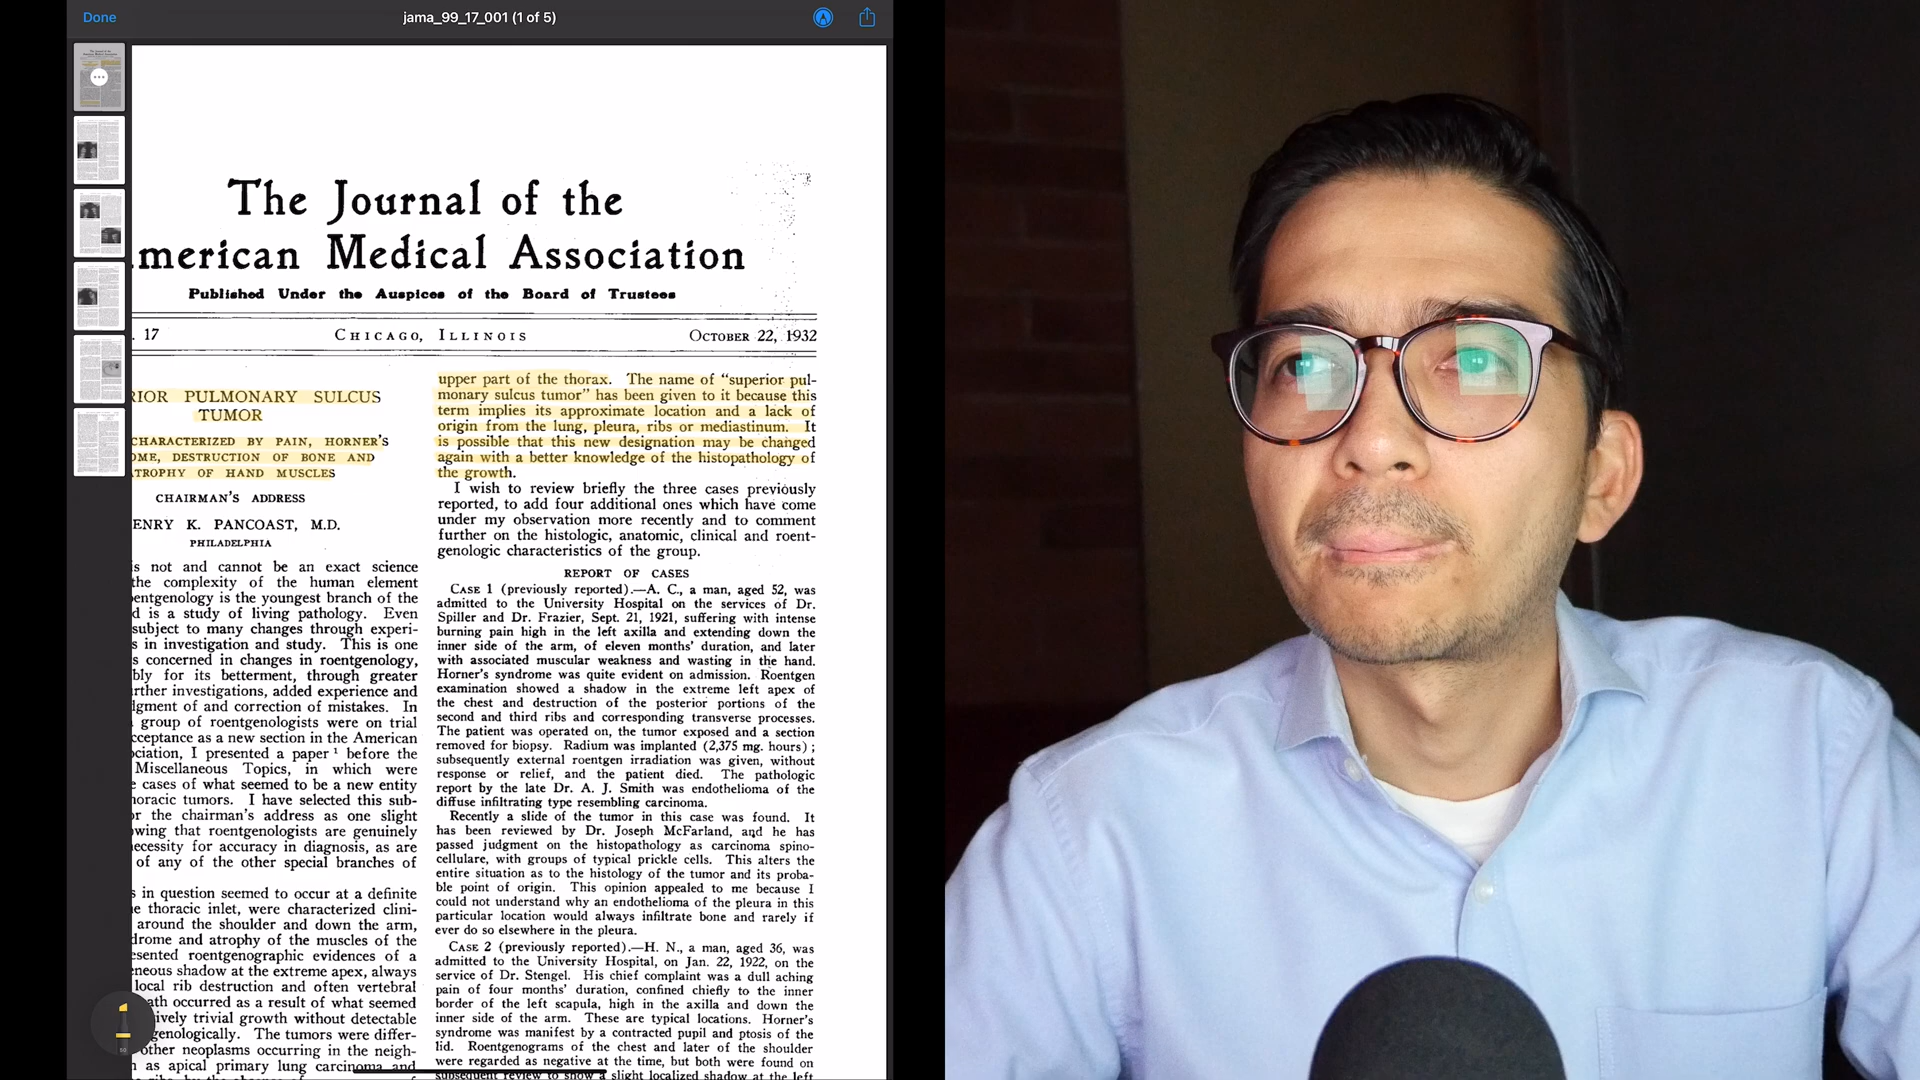 Done
jama_99_17_001 (1 of 5)
The Journal of the
merican Medical Association
Published Under the Auspices of the Board of Trustees
. 17 CHICAGO, ILLINOIS OCTOBER 22, 1932
RIOR PULMONARY SULCUS
TUMOR
CHARACTERIZED BY PAIN, HORNER'S
OME, DESTRUCTION OF BONE AND
TROPHY OF HAND MUSCLES
CHAIRMAN'S ADDRESS
ENRY K. PANCOAST, M.D.
PHILADELPHIA
is not and cannot be an exact science
the complexity of the human element
entgenology is the youngest branch of the
d is a study of living pathology. Even
subject to many changes through experi-
s in investigation and study. This is one
s concerned in changes in roentgenology,
bly for its betterment, through greater
rther investigations, added experience and
dgment of and correction of mistakes. In
group of roentgenologists were on trial
cceptance as a new section in the American
ciation, I presented a paper 1 before the
Miscellaneous Topics, in which were
e cases of what seemed to be a new entity
horacic tumors. I have selected this sub-
r the chairman's address as one slight
wing that roentgenologists are genuinely
ecessity for accuracy in diagnosis, as are
of any of the other special branches of
s in question seemed to occur at a definite
e thoracic inlet, were characterized clini-
around the shoulder and down the arm,
drome and atrophy of the muscles of the
esented roentgenographic evidences of a
neous shadow at the extreme apex, always
local rib destruction and often vertebral
ath occurred as a result of what seemed
ively trivial growth without detectable
genologically. The tumors were differ-
other neoplasms occurring in the neigh-
as apical primary lung carcinoma and
upper part of the thorax. The name of "superior pul-
monary sulcus tumor" has been given to it because this
term implies its approximate location and a lack of
origin from the lung, pleura, ribs or mediastinum. It
is possible that this new designation may be changed
again with a better knowledge of the histopathology of
the growth.
I wish to review briefly the three cases previously
reported, to add four additional ones which have come
under my observation more recently and to comment
further on the histologic, anatomic, clinical and roent-
genologic characteristics of the group.
REPORT OF CASES
CASE 1 (previously reported).—A. C., a man, aged 52, was
admitted to the University Hospital on the services of Dr.
Spiller and Dr. Frazier, Sept. 21, 1921, suffering with intense
burning pain high in the left axilla and extending down the
inner side of the arm, of eleven months' duration, and later
with associated muscular weakness and wasting in the hand.
Horner's syndrome was quite evident on admission. Roentgen
examination showed a shadow in the extreme left apex of
the chest and destruction of the posterior portions of the
second and third ribs and corresponding transverse processes.
The patient was operated on, the tumor exposed and a section
removed for biopsy. Radium was implanted (2,375 mg. hours) ;
subsequently external roentgen irradiation was given, without
response or relief, and the patient died. The pathologic
report by the late Dr. A. J. Smith was endothelioma of the
diffuse infiltrating type resembling carcinoma.
Recently a slide of the tumor in this case was found. It
has been reviewed by Dr. Joseph McFarland, and he has
passed judgment on the histopathology as carcinoma spino-
cellulare, with groups of typical prickle cells. This alters the
entire situation as to the histology of the tumor and its proba-
ble point of origin. This opinion appealed to me because I
could not understand why an endothelioma of the pleura in this
particular location would always infiltrate bone and rarely if
ever do so elsewhere in the pleura.
CASE 2 (previously reported).—H. N., a man, aged 36, was
admitted to the University Hospital, on Jan. 22, 1922, on the
service of Dr. Stengel. His chief complaint was a dull aching
pain of four months' duration, confined chiefly to the inner
border of the left scapula, high in the axilla and down the
inner side of the arm. These are typical locations. Horner's
syndrome was manifest by a contracted pupil and ptosis of the
lid. Roentgenograms of the chest and later of the shoulder
were regarded as negative at the time, but both were found on
subsequent review to show a slight localized shadow at the left